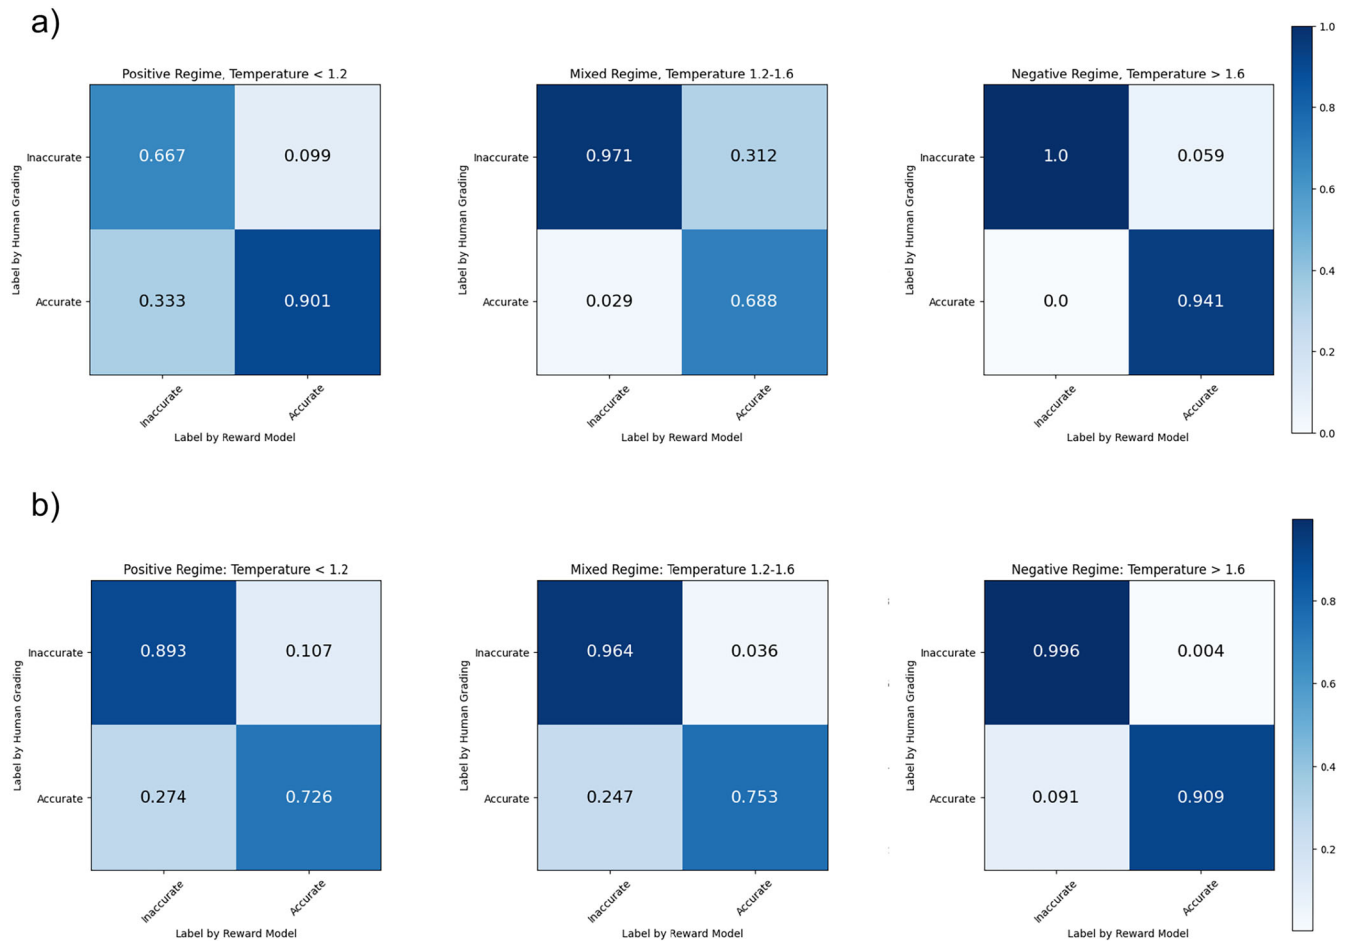 a)
Positive Regime, Temperature < 1.2
Mixed Regime, Temperature 1.2-1.6
Negative Regime, Temperature > 1.6
Label by Human Grading
Inaccurate
Accurate
0.667
0.099
0.333
0.901
Inaccurate
Accurate
Label by Reward Model
Label by Human Grading
Inaccurate
Accurate
0.971
0.312
0.029
0.688
Inaccurate
Accurate
Label by Reward Model
Label by Human Grading
Inaccurate
Accurate
1.0
0.059
0.0
0.941
Inaccurate
Accurate
Label by Reward Model
1.0
0.8
0.6
0.4
0.2
0.0
b)
Positive Regime: Temperature < 1.2
Mixed Regime: Temperature 1.2-1.6
Negative Regime: Temperature > 1.6
Label by Human Grading
Inaccurate
Accurate
0.893
0.107
0.274
0.726
Inaccurate
Accurate
Label by Reward Model
Label by Human Grading
Inaccurate
Accurate
0.964
0.036
0.247
0.753
Inaccurate
Accurate
Label by Reward Model
Label by Human Grading
Inaccurate
Accurate
0.996
0.004
0.091
0.909
Inaccurate
Accurate
Label by Reward Model
0.8
0.6
0.4
0.2